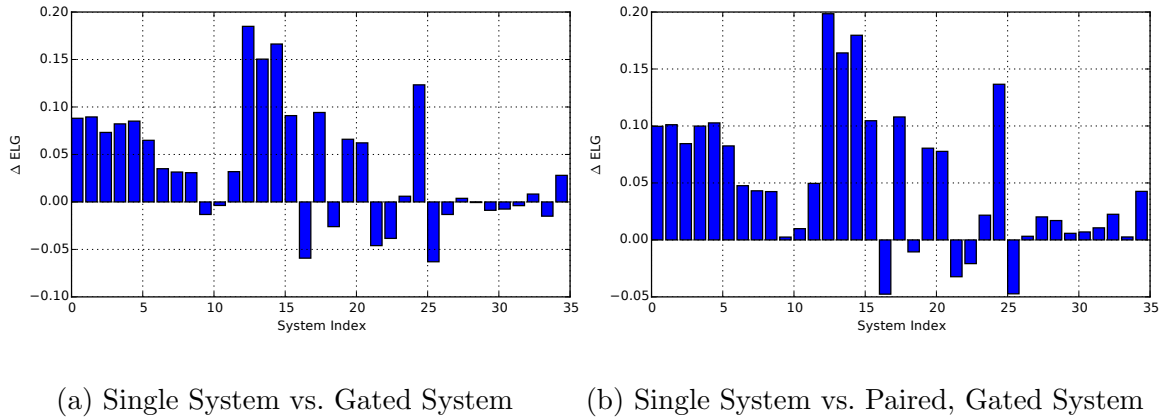 0.20
0.15
0.10
0.05
0.00
−0.05
−0.10
Δ ELG
0 5 10 15 20 25 30 35
System Index
0.20
0.15
0.10
0.05
0.00
−0.05
Δ ELG
0 5 10 15 20 25 30 35
System Index
(a) Single System vs. Gated System
(b) Single System vs. Paired, Gated System